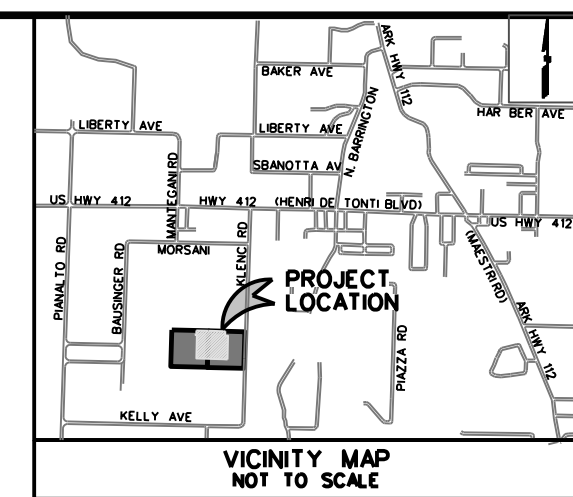 BAKER AVE
ARK HWY 112
HAR BER AVE
LIBERTY AVE
LIBERTY AVE
N. BARRINGTON
SBANOTTA AV
MANTEGANI RD
US HWY 412
HWY 412
(HENRI DE TONTI BLVD)
US HWY 412
PIANALTO RD
BAUSINGER RD
MORSANI
KLENC RD
(MAESTRI RD)
PROJECT
LOCATION
ARK HWY 112
PIAZZA RD
KELLY AVE
VICINITY MAP
NOT TO SCALE